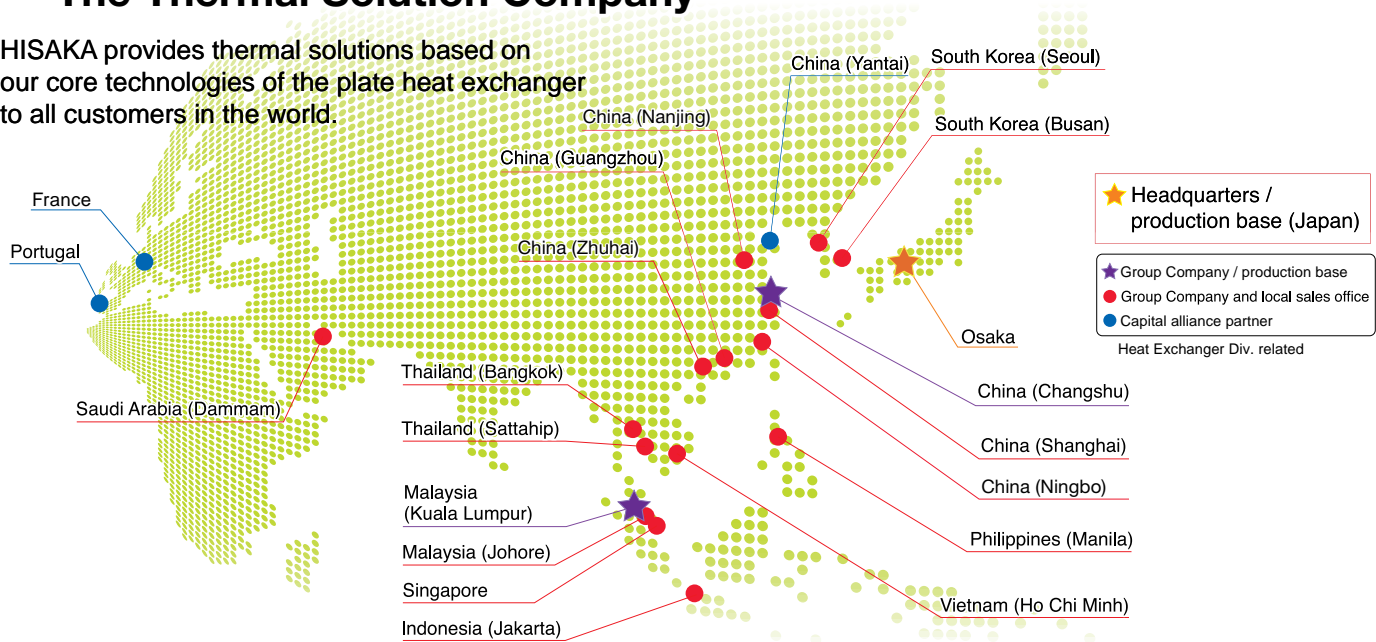 The Thermal Solution Company
HISAKA provides thermal solutions based on
our core technologies of the plate heat exchanger
to all customers in the world.
China (Yantai)
South Korea (Seoul)
China (Nanjing)
South Korea (Busan)
China (Guangzhou)
France
Headquarters /
production base (Japan)
Portugal
China (Zhuhai)
Group Company / production base
Group Company and local sales office
Capital alliance partner
Heat Exchanger Div. related
Osaka
Thailand (Bangkok)
China (Changshu)
Saudi Arabia (Dammam)
Thailand (Sattahip)
China (Shanghai)
China (Ningbo)
Malaysia
(Kuala Lumpur)
Philippines (Manila)
Malaysia (Johore)
Singapore
Vietnam (Ho Chi Minh)
Indonesia (Jakarta)